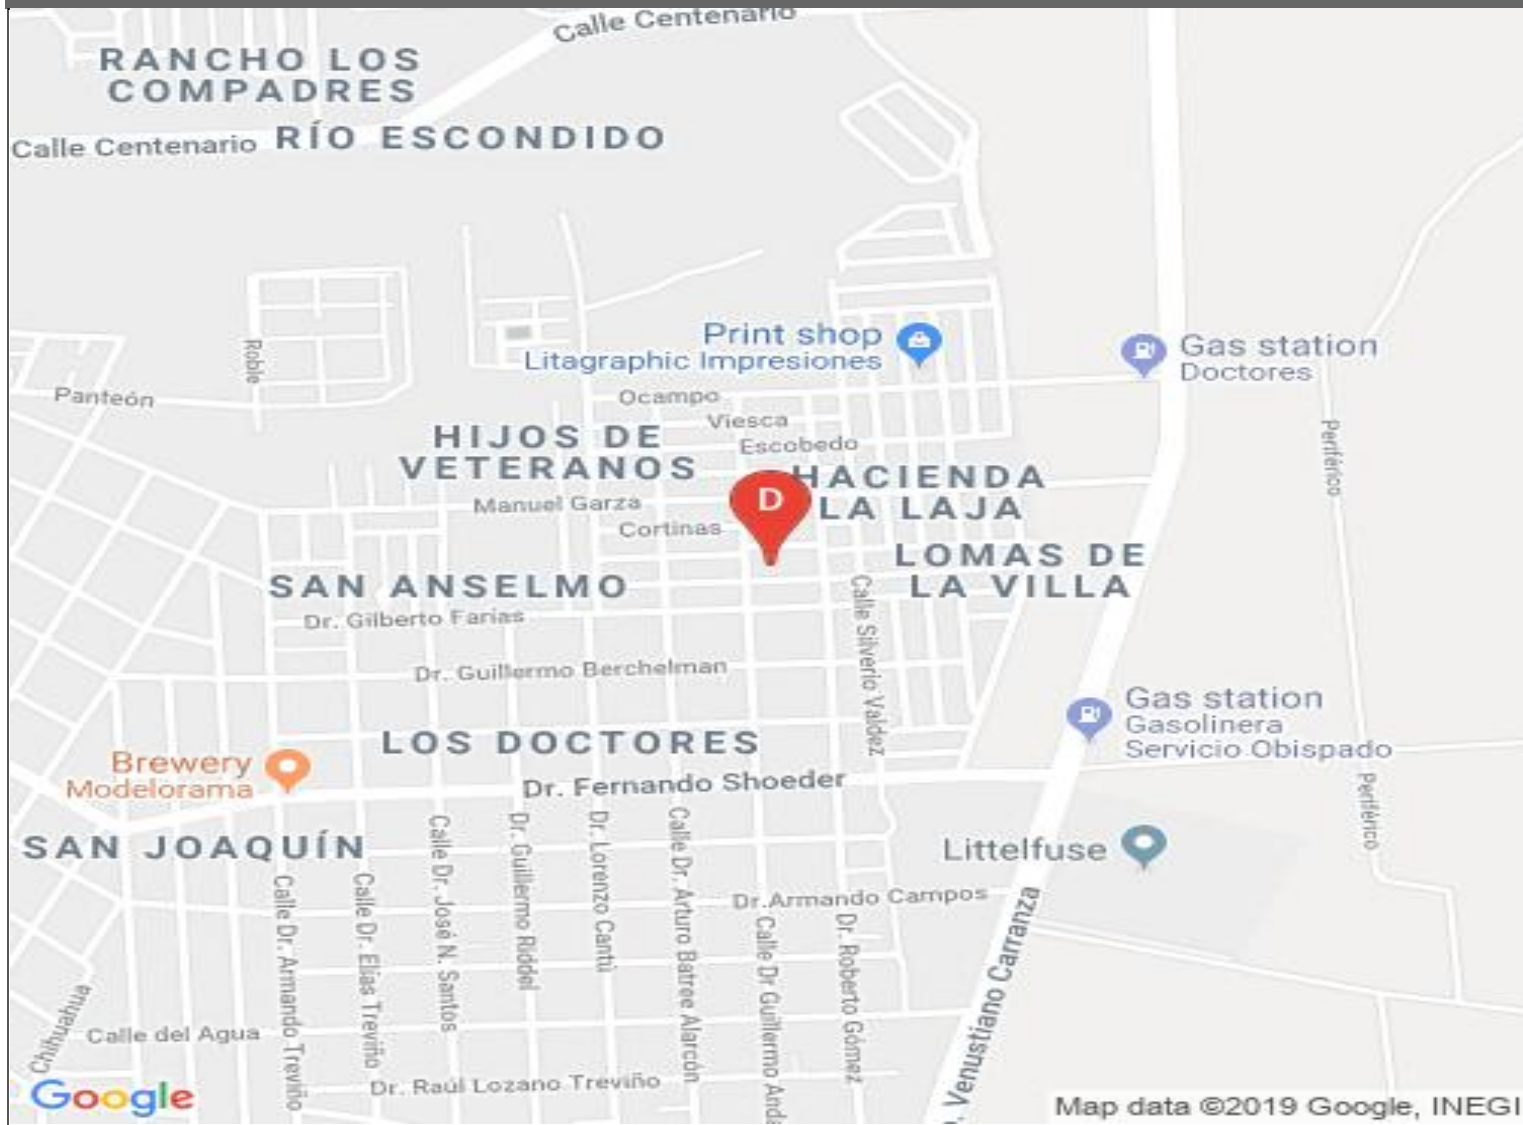 Calle Centenario
RANCHO LOS
COMPADRES
Calle Centenario
RÍO ESCONDIDO
Print shop
Litagraphic Impresiones
Gas station
Doctores
Roble
Panteón
Ocampo
Viesca
Escobedo
Periférico
HIJOS DE
VETERANOS
D
HACIENDA
LA LAJA
Manuel Garza
Cortinas
LOMAS DE
LA VILLA
SAN ANSELMO
Dr. Gilberto Farías
Calle Silverio Valdez
Dr. Guillermo Berchelman
Gas station
Gasolinera
Servicio Obispado
LOS DOCTORES
Brewery
Modelorama
Dr. Fernando Shoeder
Periférico
SAN JOAQUÍN
Littelfuse
Calle Dr. Armando Treviño
Calle Dr. Elías Treviño
Calle Dr. José N. Santos
Dr. Guillermo Riddel
Dr. Lorenzo Cantú
Calle Dr. Arturo Batree Alarcón
Dr.Armando Campos
Calle Dr Guillermo Anda
Dr. Roberto Gómez
. Venustiano Carranza
Chihuahua
Calle del Agua
Dr. Raúl Lozano Treviño
Google
Map data ©2019 Google, INEGI